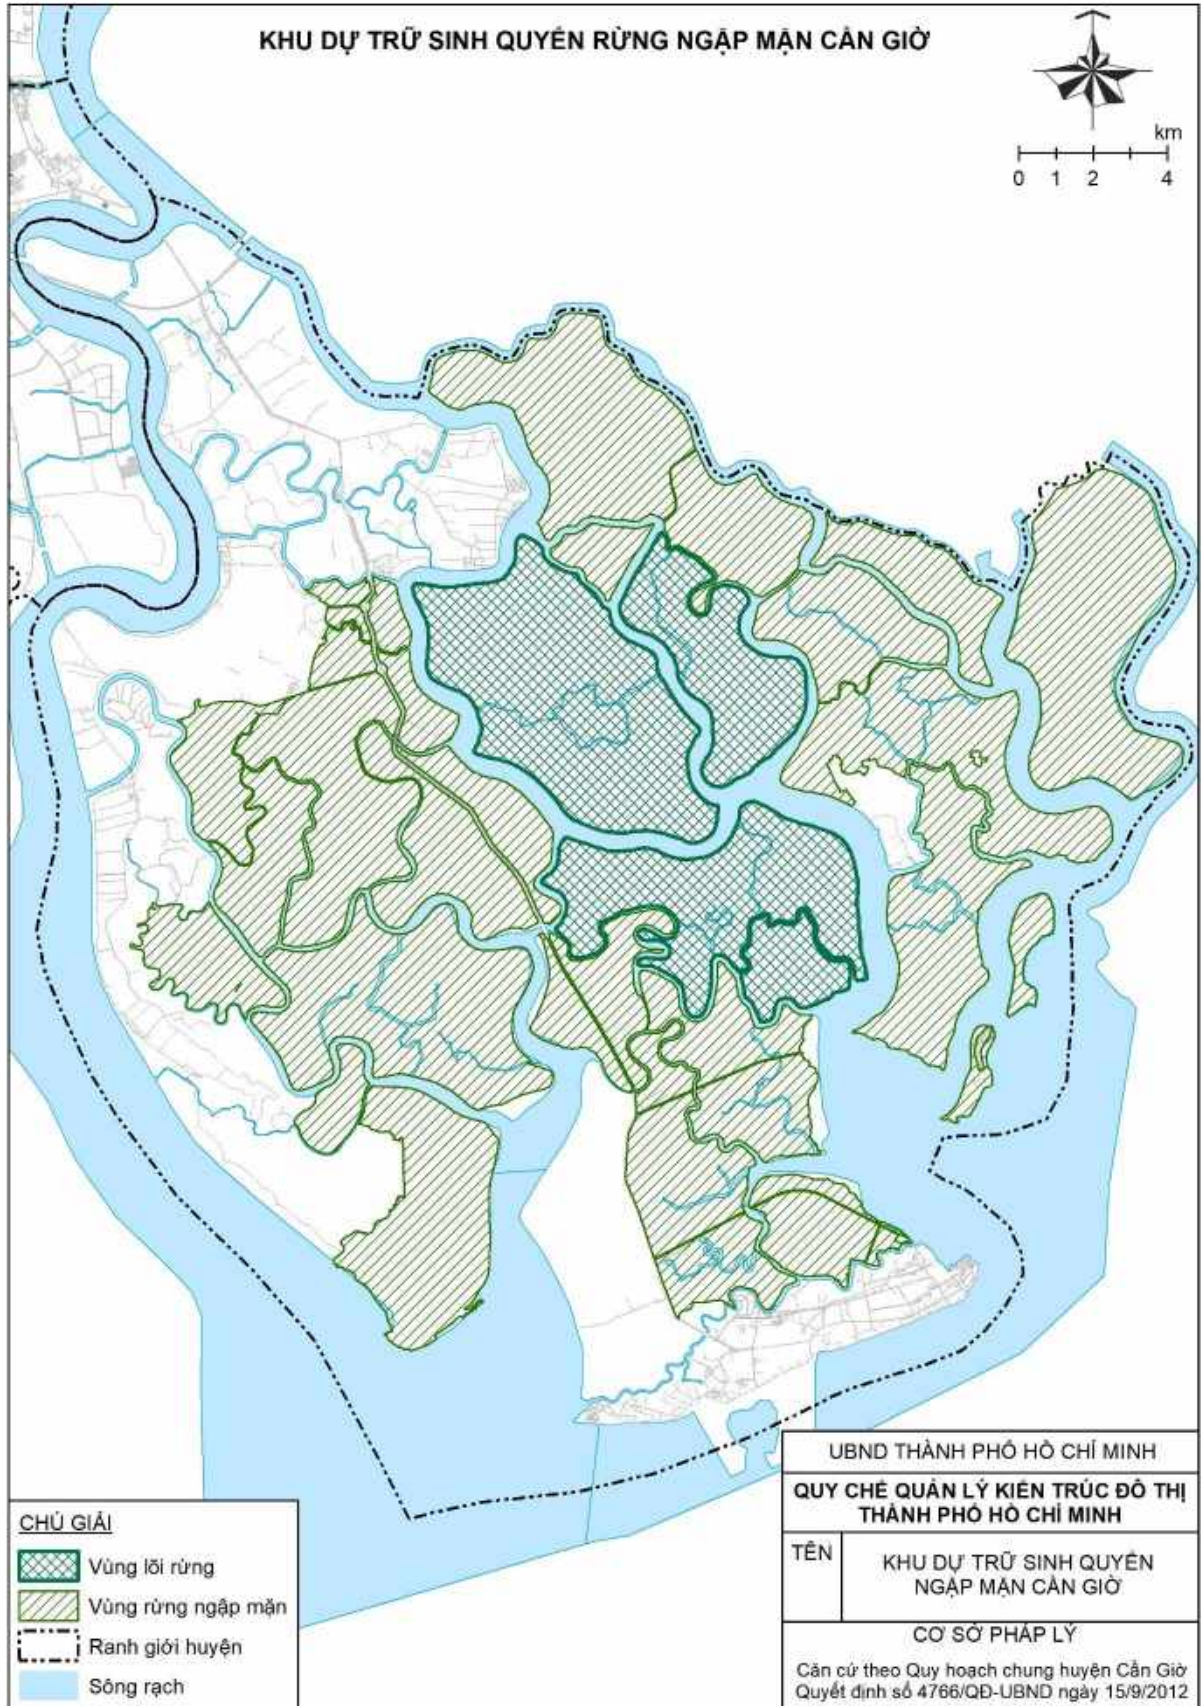 KHU DỰ TRỮ SINH QUYỂN RỪNG NGẬP MẶN CẦN GIỜ
km
0 1 2 4
UBND THÀNH PHỐ HỒ CHÍ MINH
QUY CHẾ QUẢN LÝ KIẾN TRÚC ĐÔ THỊ
THÀNH PHỐ HỒ CHÍ MINH
TÊN
KHU DỰ TRỮ SINH QUYỂN
NGẬP MẶN CẦN GIỜ
CƠ SỞ PHÁP LÝ
Căn cứ theo Quy hoạch chung huyện Cần Giờ
Quyết định số 4766/QĐ-UBND ngày 15/9/2012
CHÚ GIẢI
Vùng lõi rừng
Vùng rừng ngập mặn
Ranh giới huyện
Sông rạch